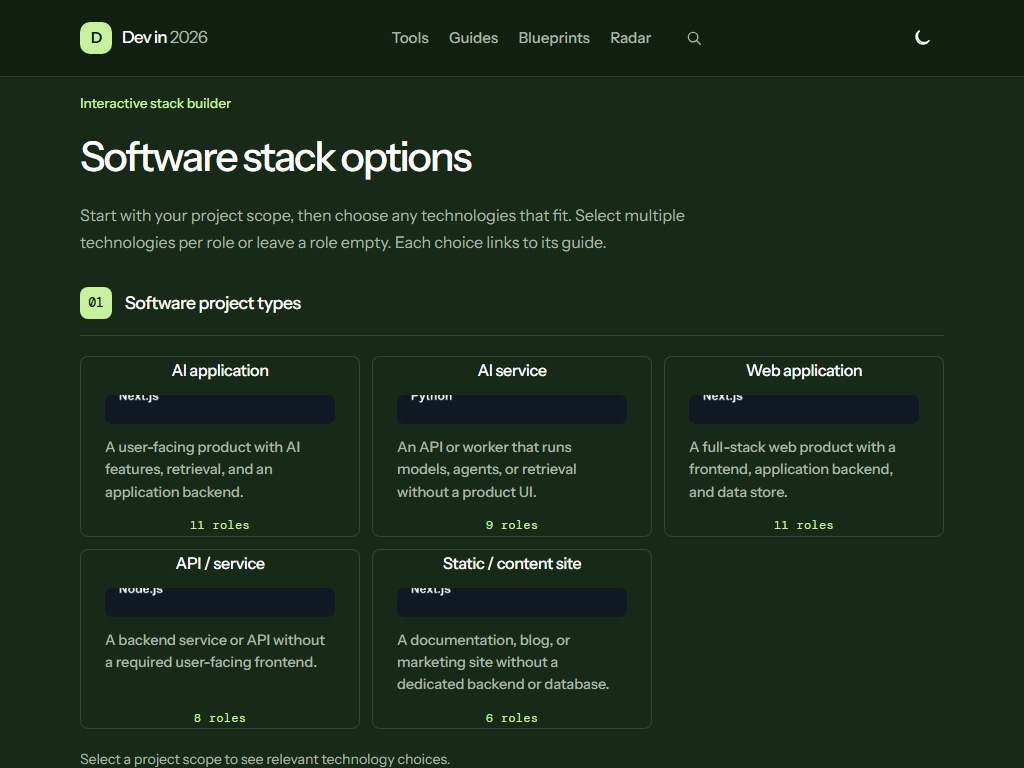 D Dev in 2026
Tools Guides Blueprints Radar
Interactive stack builder
Software stack options
Start with your project scope, then choose any technologies that fit. Select multiple
technologies per role or leave a role empty. Each choice links to its guide.
01 Software project types
AI application
Next.js
A user-facing product with AI
features, retrieval, and an
application backend.
11 roles
AI service
Python
An API or worker that runs
models, agents, or retrieval
without a product UI.
9 roles
Web application
Next.js
A full-stack web product with a
frontend, application backend,
and data store.
11 roles
API / service
Node.js
A backend service or API without
a required user-facing frontend.
8 roles
Static / content site
Next.js
A documentation, blog, or
marketing site without a
dedicated backend or database.
6 roles
Select a project scope to see relevant technology choices.